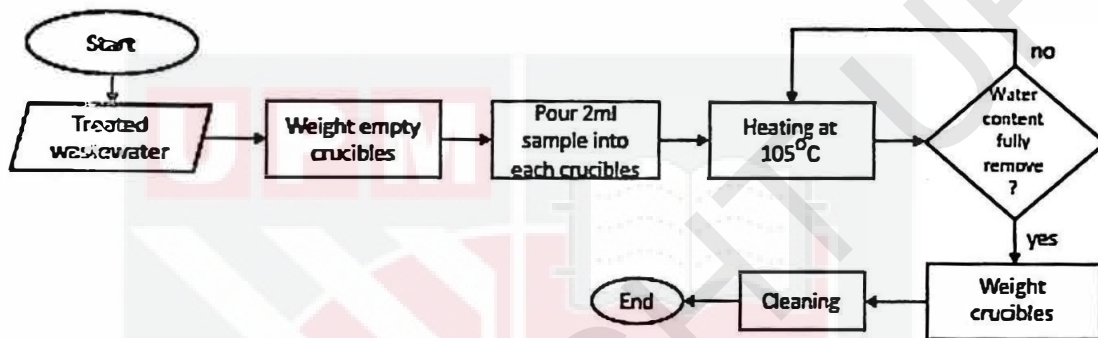 Start
Treated
wastewater
Weight empty
crucibles
Pour 2ml
sample into
each crucibles
Heating at
105°C
Water
content
fully
remove
?
no
yes
Weight
crucibles
Cleaning
End
UPM